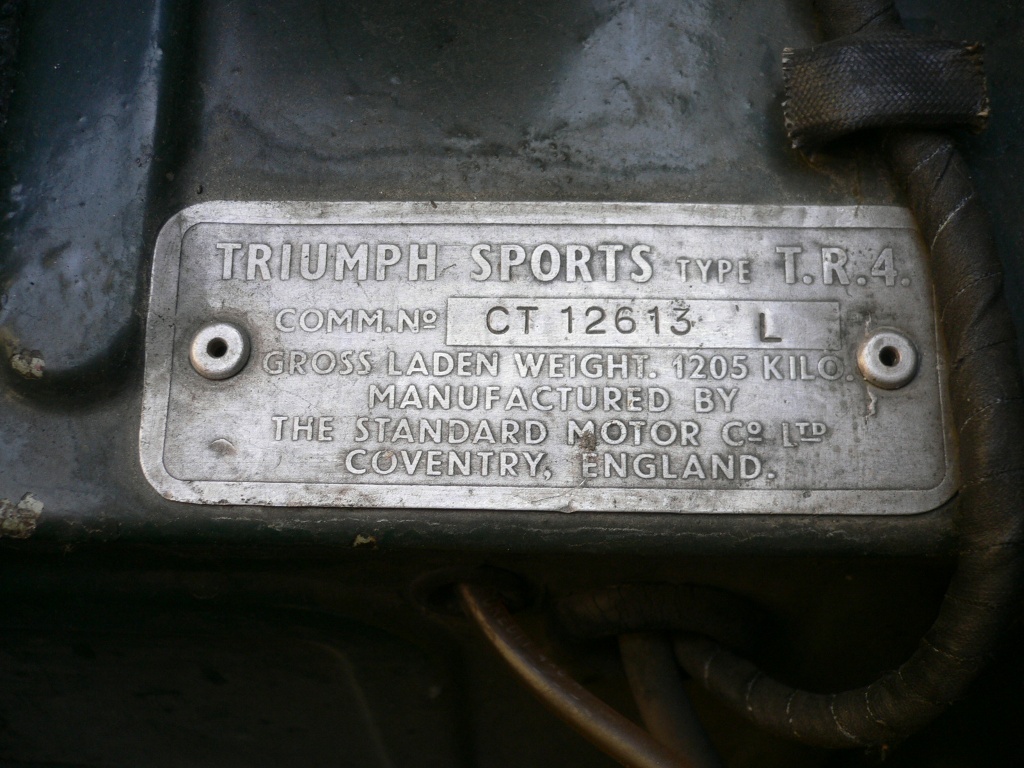 TRIUMPH SPORTS TYPE T.R.4.
COMM.Nº CT 12613 L
GROSS LADEN WEIGHT. 1205 KILO.
MANUFACTURED BY
THE STANDARD MOTOR Cº LTD
COVENTRY, ENGLAND.